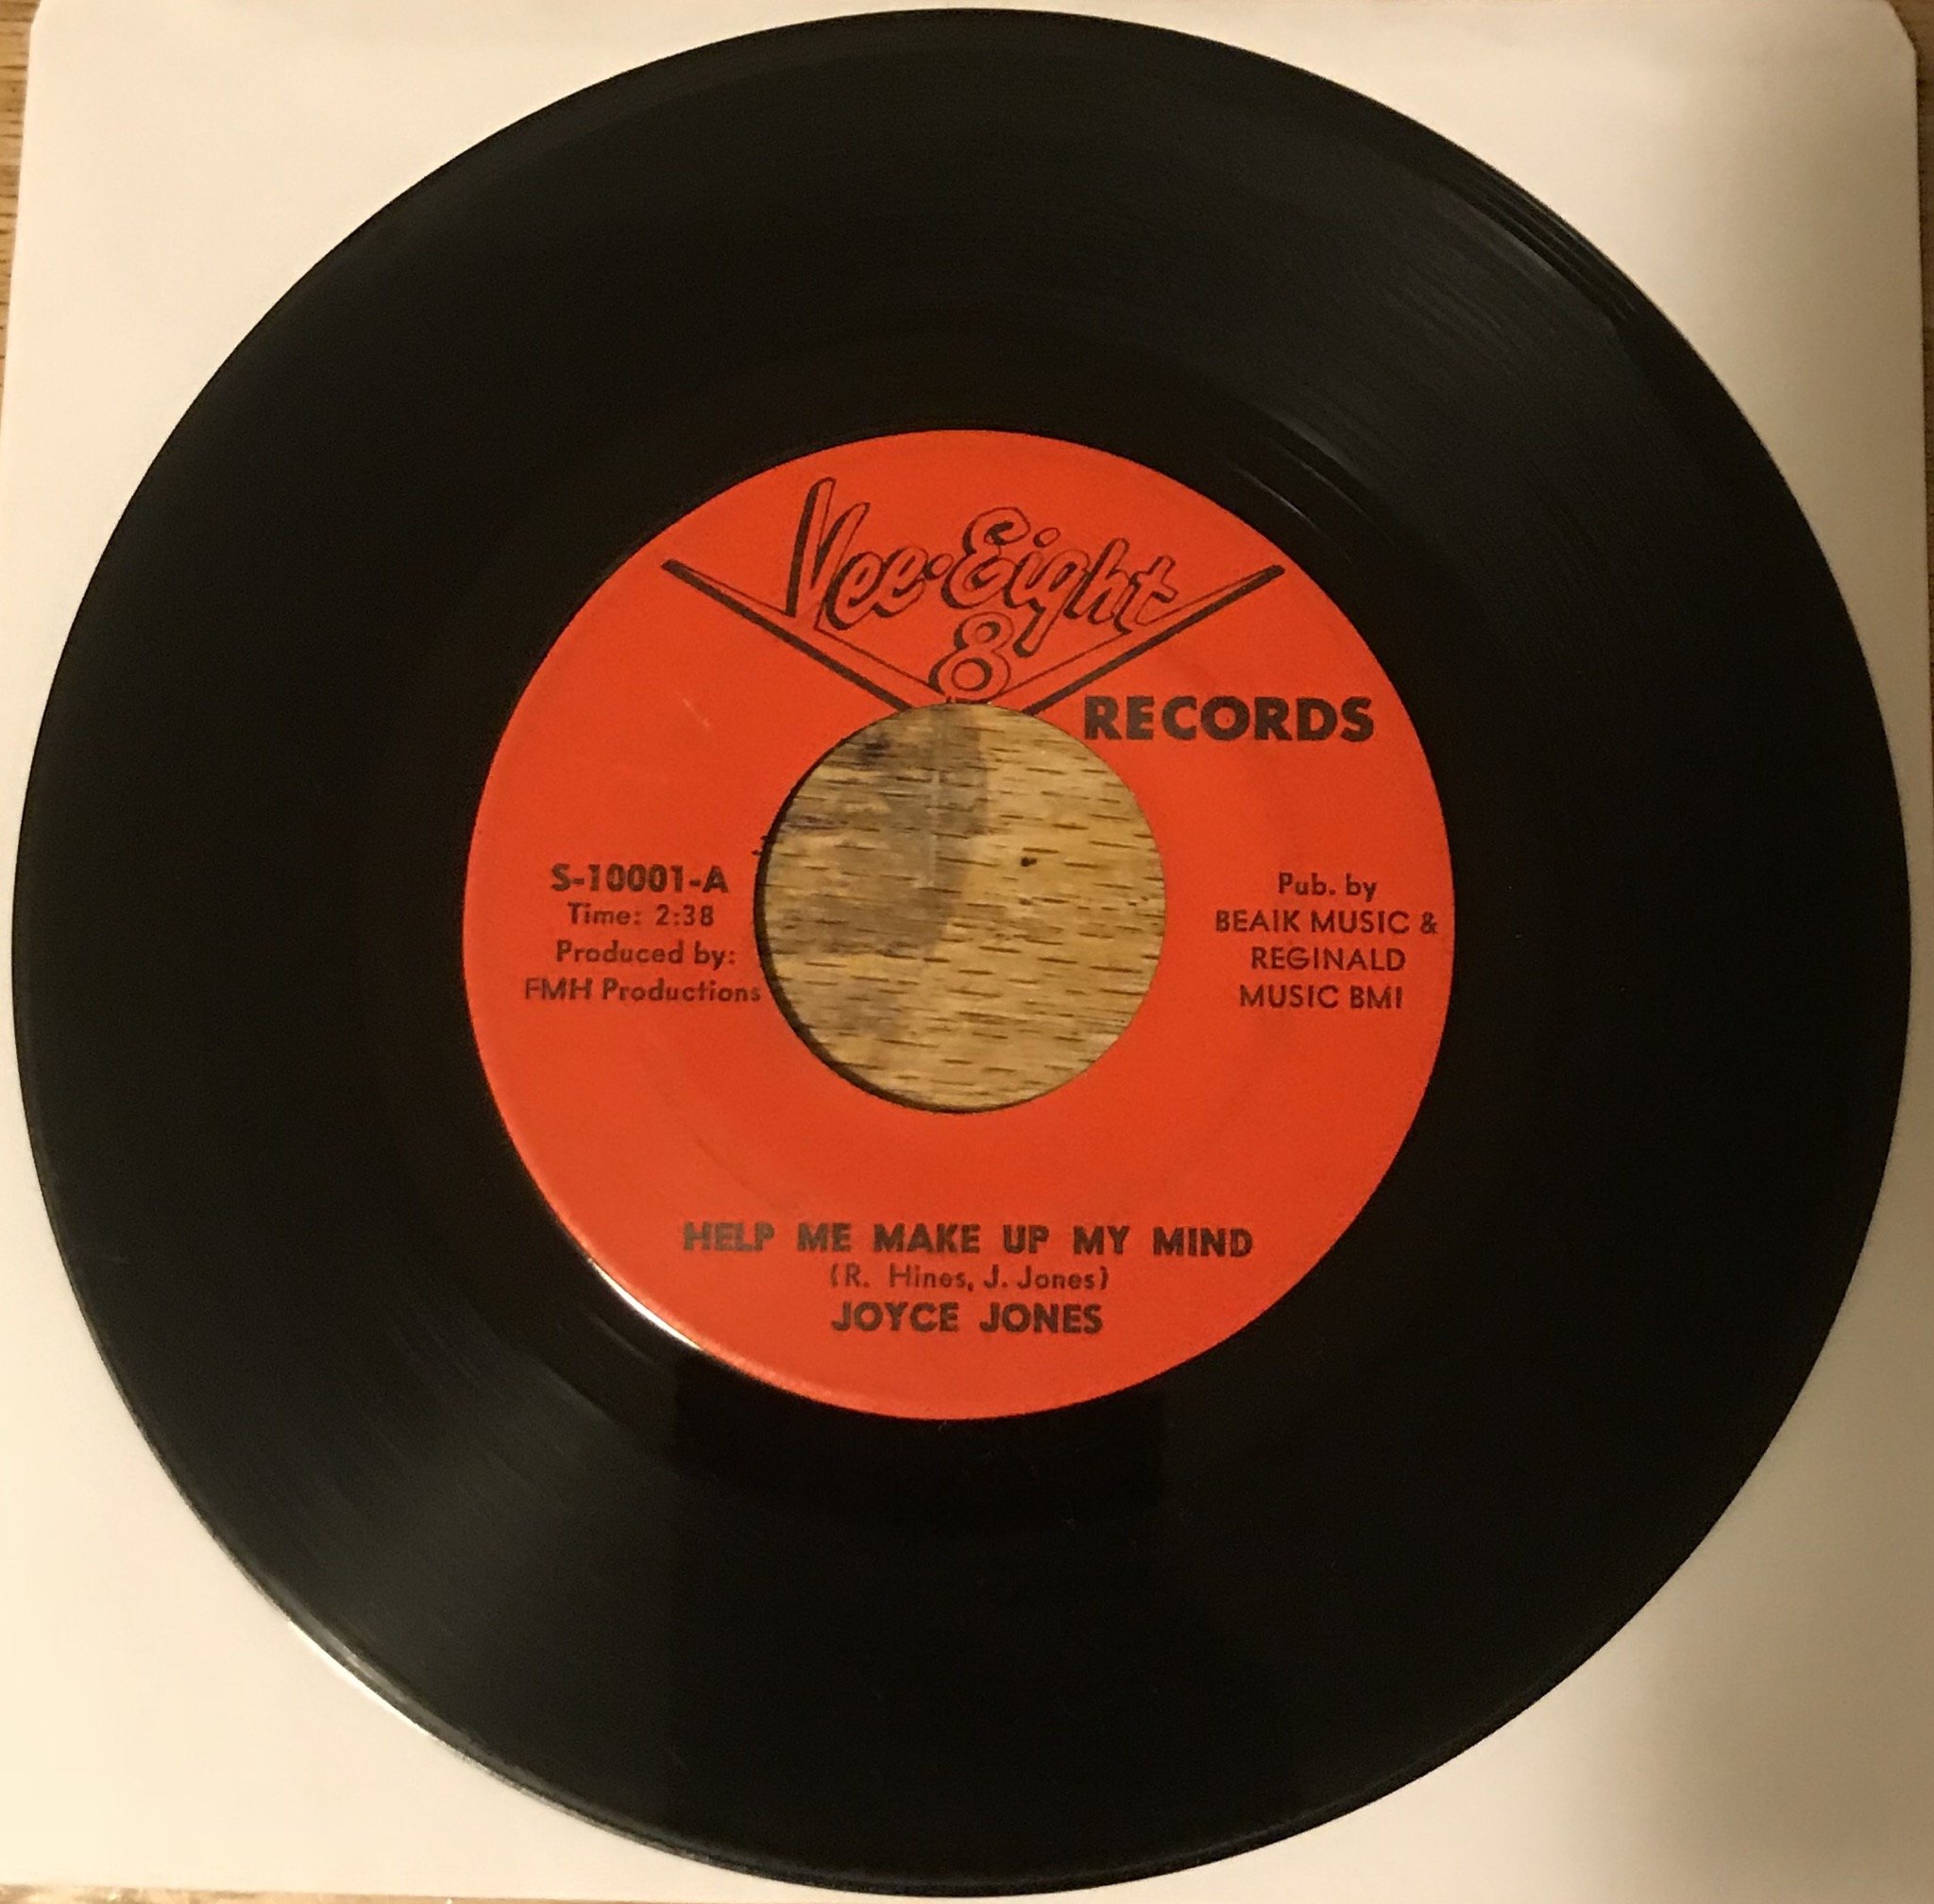 Vee-Eight
8
RECORDS
S-10001-A
Time: 2:38
Produced by:
FMH Productions
Pub. by
BEAIK MUSIC &
REGINALD
MUSIC BMI
HELP ME MAKE UP MY MIND
(R. Hines, J. Jones)
JOYCE JONES